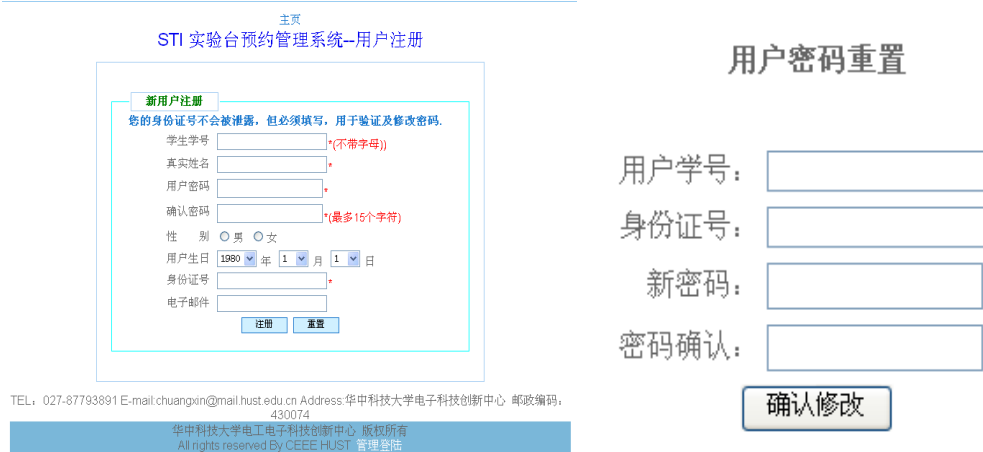 主页
STI 实验台预约管理系统--用户注册
新用户注册
您的身份证号不会被泄露，但必须填写，用于验证及修改密码.
学生学号 *(不带字母))
真实姓名 *
用户密码 *
确认密码 *(最多15个字符)
性 别 男 女
用户生日 1980 年 1 月 1 日
身份证号 *
电子邮件
注册 重置
TEL：027-87793891 E-mail:chuangxin@mail.hust.edu.cn Address:华中科技大学电子科技创新中心 邮政编码：
430074
华中科技大学电工电子科技创新中心 版权所有
All rights reserved By CEEE HUST 管理登陆
用户密码重置
用户学号：
身份证号：
新密码：
密码确认：
确认修改